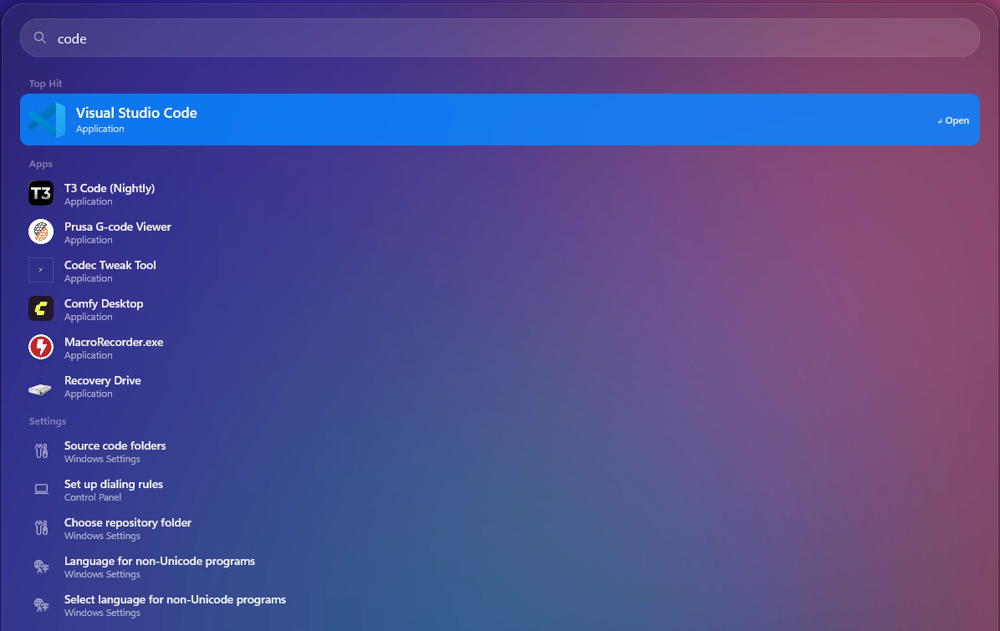 code
Top Hit
Visual Studio Code
Application
↲ Open
Apps
T3
T3 Code (Nightly)
Application
Prusa G-code Viewer
Application
Codec Tweak Tool
Application
Comfy Desktop
Application
MacroRecorder.exe
Application
Recovery Drive
Application
Settings
Source code folders
Windows Settings
Set up dialing rules
Control Panel
Choose repository folder
Windows Settings
Language for non-Unicode programs
Windows Settings
Select language for non-Unicode programs
Windows Settings